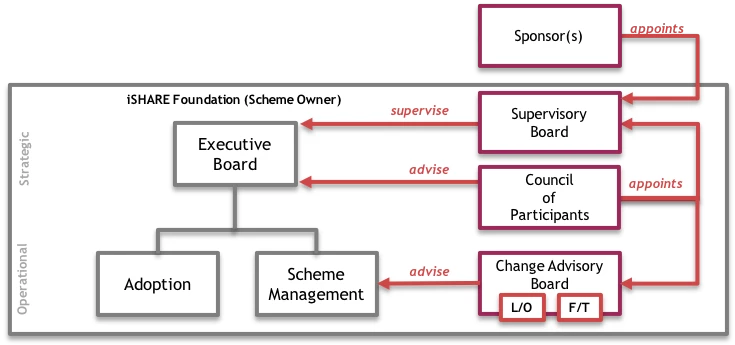 Sponsor(s)
appoints
iSHARE Foundation (Scheme Owner)
Strategic
Executive
Board
supervise
Supervisory
Board
advise
Council
of
Participants
appoints
Operational
Adoption
Scheme
Management
advise
Change Advisory
Board
L/O
F/T